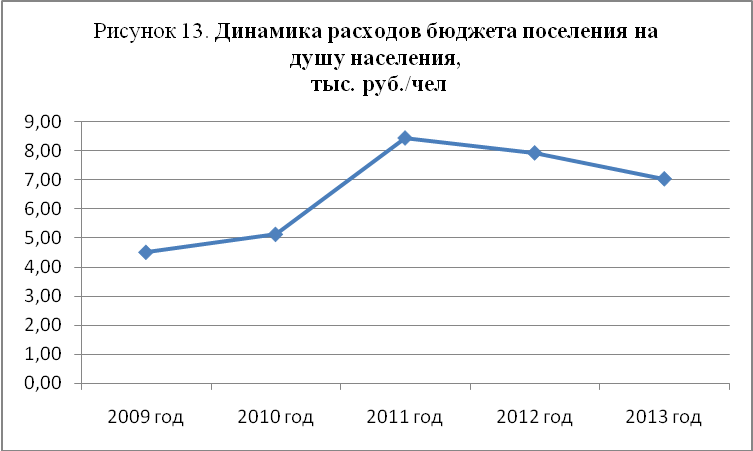 Рисунок 13. Динамика расходов бюджета поселения на
душу населения,
тыс. руб./чел
9,00
8,00
7,00
6,00
5,00
4,00
3,00
2,00
1,00
0,00
2009 год 2010 год 2011 год 2012 год 2013 год